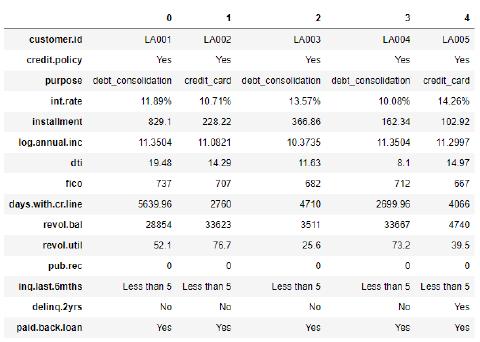 0 1 2 3 4
customer.id LA001 LA002 LA003 LA004 LA005
credit.policy Yes Yes Yes Yes Yes
purpose debt_consolidation credit_card debt_consolidation debt_consolidation credit_card
int.rate 11.89% 10.71% 13.57% 10.08% 14.26%
installment 829.1 228.22 366.86 162.34 102.92
log.annual.inc 11.3504 11.0821 10.3735 11.3504 11.2997
dti 19.48 14.29 11.63 8.1 14.97
fico 737 707 682 712 667
days.with.cr.line 5639.96 2760 4710 2699.96 4066
revol.bal 28854 33623 3511 33667 4740
revol.util 52.1 76.7 25.6 73.2 39.5
pub.rec 0 0 0 0 0
inq.last.6mths Less than 5 Less than 5 Less than 5 Less than 5 Less than 5
delinq.2yrs No No No No Yes
paid.back.loan Yes Yes Yes Yes Yes